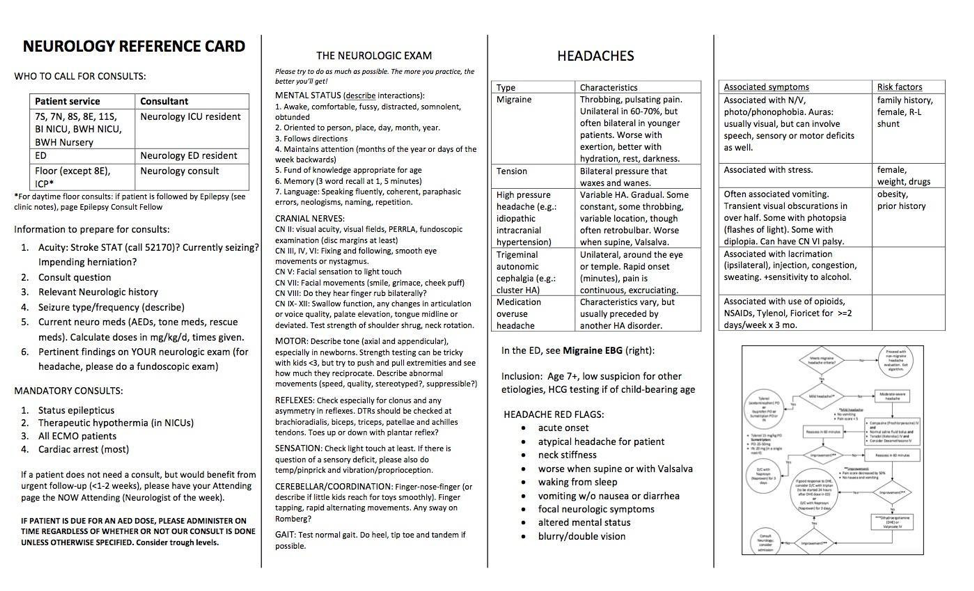 NEUROLOGY REFERENCE CARD
WHO TO CALL FOR CONSULTS:
Patient service
Consultant
7S, 7N, 8S, 8E, 11S,
BI NICU, BWH NICU,
BWH Nursery
Neurology ICU resident
ED
Neurology ED resident
Floor (except 8E),
ICP*
Neurology consult
*For daytime floor consults: if patient is followed by Epilepsy (see
clinic notes), page Epilepsy Consult Fellow
Information to prepare for consults:
1. Acuity: Stroke STAT (call 52170)? Currently seizing?
Impending herniation?
2. Consult question
3. Relevant Neurologic history
4. Seizure type/frequency (describe)
5. Current neuro meds (AEDs, tone meds, rescue
meds). Calculate doses in mg/kg/d, times given.
6. Pertinent findings on YOUR neurologic exam (for
headache, please do a fundoscopic exam)
MANDATORY CONSULTS:
1. Status epilepticus
2. Therapeutic hypothermia (in NICUs)
3. All ECMO patients
4. Cardiac arrest (most)
If a patient does not need a consult, but would benefit from
urgent follow-up (<1-2 weeks), please have your Attending
page the NOW Attending (Neurologist of the week).
IF PATIENT IS DUE FOR AN AED DOSE, PLEASE ADMINISTER ON
TIME REGARDLESS OF WHETHER OR NOT OUR CONSULT IS DONE
UNLESS OTHERWISE SPECIFIED. Consider trough levels.
THE NEUROLOGIC EXAM
Please try to do as much as possible. The more you practice, the
better you'll get!
MENTAL STATUS (describe interactions):
1. Awake, comfortable, fussy, distracted, somnolent,
obtunded
2. Oriented to person, place, day, month, year.
3. Follows directions
4. Maintains attention (months of the year or days of the
week backwards)
5. Fund of knowledge appropriate for age
6. Memory (3 word recall at 1, 5 minutes)
7. Language: Speaking fluently, coherent, paraphasic
errors, neologisms, naming, repetition.
CRANIAL NERVES:
CN II: visual acuity, visual fields, PERRLA, fundoscopic
examination (disc margins at least)
CN III, IV, VI: Fixing and following, smooth eye
movements or nystagmus.
CN V: Facial sensation to light touch
CN VII: Facial movements (smile, grimace, cheek puff)
CN VIII: Do they hear finger rub bilaterally?
CN IX- XII: Swallow function, any changes in articulation
or voice quality, palate elevation, tongue midline or
deviated. Test strength of shoulder shrug, neck rotation.
MOTOR: Describe tone (axial and appendicular),
especially in newborns. Strength testing can be tricky
with kids <3, but try to push and pull extremities and see
how much they reciprocate. Describe abnormal
movements (speed, quality, stereotyped?, suppressible?)
REFLEXES: Check especially for clonus and any
asymmetry in reflexes. DTRs should be checked at
brachioradialis, biceps, triceps, patellae and achilles
tendons. Toes up or down with plantar reflex?
SENSATION: Check light touch at least. If there is
question of a sensory deficit, please also do
temp/pinprick and vibration/proprioception.
CEREBELLAR/COORDINATION: Finger-nose-finger (or
describe if little kids reach for toys smoothly). Finger
tapping, rapid alternating movements. Any sway on
Romberg?
GAIT: Test normal gait. Do heel, tip toe and tandem if
possible.
HEADACHES
Type
Characteristics
Associated symptoms
Risk factors
Migraine
Throbbing, pulsating pain.
Unilateral in 60-70%, but
often bilateral in younger
patients. Worse with
exertion, better with
hydration, rest, darkness.
Associated with N/V,
photo/phonophobia. Auras:
usually visual, but can involve
speech, sensory or motor deficits
as well.
family history,
female, R-L
shunt
Tension
Bilateral pressure that
waxes and wanes.
Associated with stress.
female,
weight, drugs
High pressure
headache (e.g.:
idiopathic
intracranial
hypertension)
Variable HA. Gradual. Some
constant, some throbbing,
variable location, though
often retrobulbar. Worse
when supine, Valsalva.
Often associated vomiting.
Transient visual obscurations in
over half. Some with photopsia
(flashes of light). Some with
diplopia. Can have CN VI palsy.
obesity,
prior history
Trigeminal
autonomic
cephalgia (e.g.:
cluster HA)
Unilateral, around the eye
or temple. Rapid onset
(minutes), pain is
continuous, excruciating.
Associated with lacrimation
(ipsilateral), injection, congestion,
sweating. +sensitivity to alcohol.
Medication
overuse
headache
Characteristics vary, but
usually preceded by
another HA disorder.
Associated with use of opioids,
NSAIDs, Tylenol, Fioricet for >=2
days/week x 3 mo.
In the ED, see Migraine EBG (right):
Inclusion: Age 7+, low suspicion for other
etiologies, HCG testing if of child-bearing age
HEADACHE RED FLAGS:
• acute onset
• atypical headache for patient
• neck stiffness
• worse when supine or with Valsalva
• waking from sleep
• vomiting w/o nausea or diarrhea
• focal neurologic symptoms
• altered mental status
• blurry/double vision